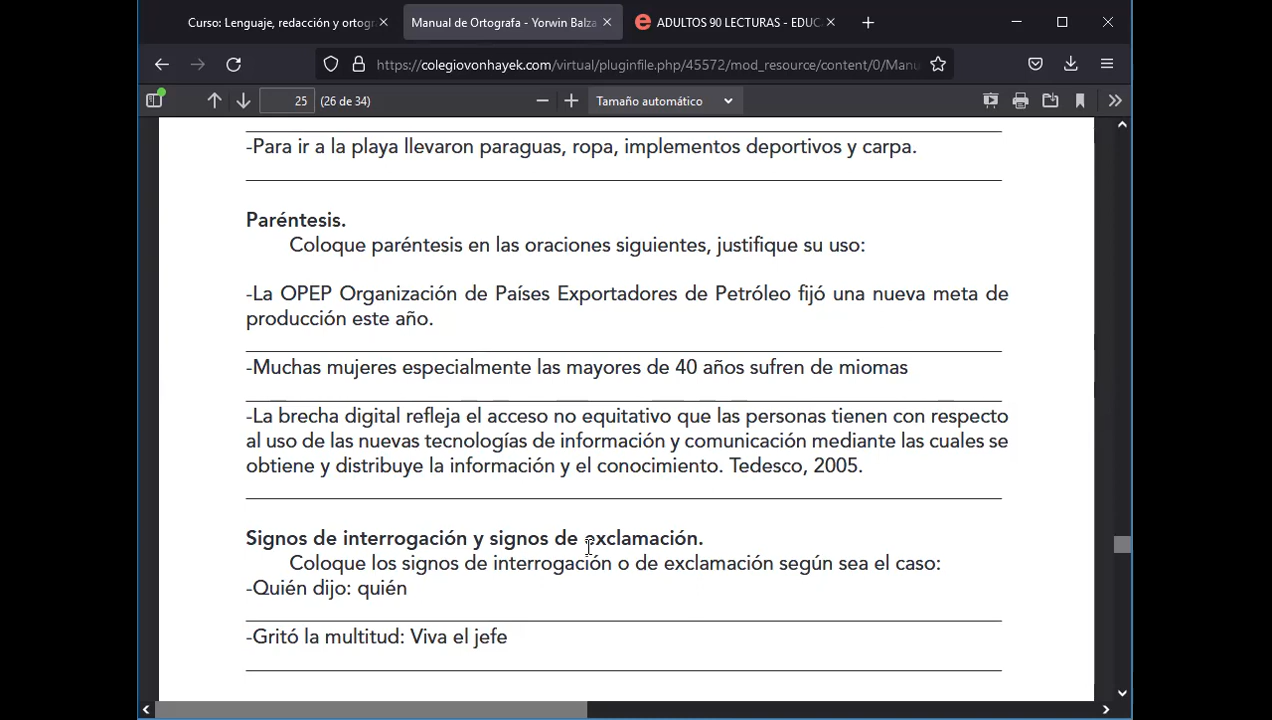 Curso: Lenguaje, redacción y ortogr
Manual de Ortografa - Yorwin Balza
ADULTOS 90 LECTURAS - EDUC
https://colegiovonhayek.com/virtual/pluginfile.php/45572/mod_resource/content/0/Manu
25 (26 de 34)
Tamaño automático
-Para ir a la playa llevaron paraguas, ropa, implementos deportivos y carpa.
Paréntesis.
Coloque paréntesis en las oraciones siguientes, justifique su uso:
-La OPEP Organización de Países Exportadores de Petróleo fijó una nueva meta de
producción este año.
-Muchas mujeres especialmente las mayores de 40 años sufren de miomas
-La brecha digital refleja el acceso no equitativo que las personas tienen con respecto
al uso de las nuevas tecnologías de información y comunicación mediante las cuales se
obtiene y distribuye la información y el conocimiento. Tedesco, 2005.
Signos de interrogación y signos de exclamación.
Coloque los signos de interrogación o de exclamación según sea el caso:
-Quién dijo: quién
-Gritó la multitud: Viva el jefe